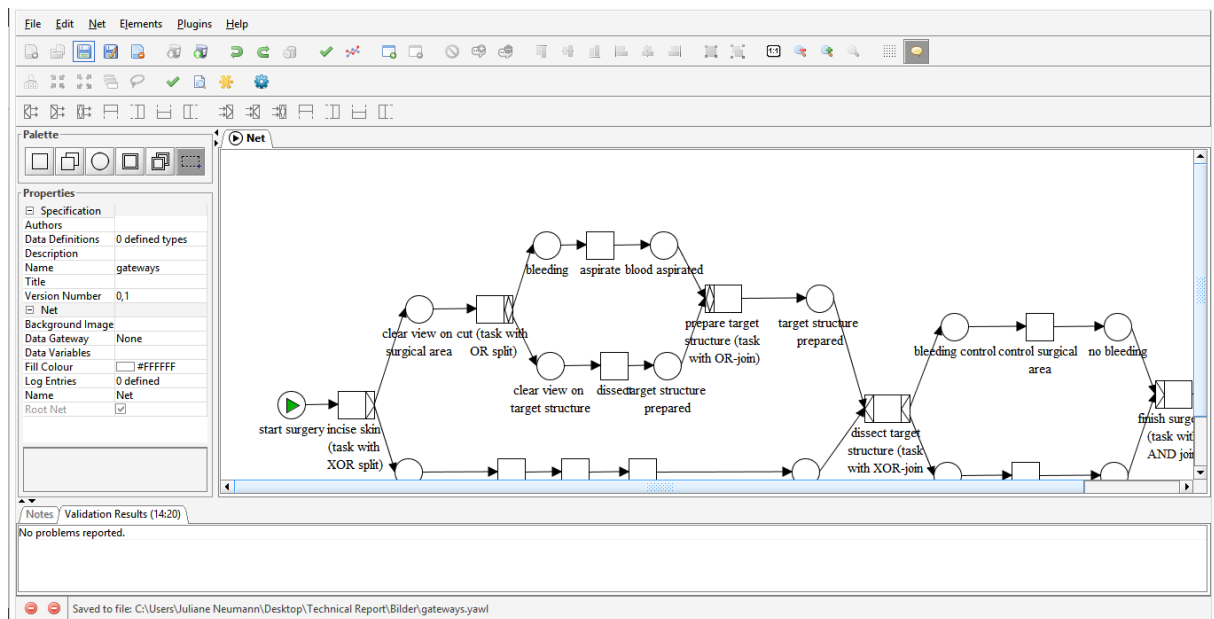 File Edit Net Elements Plugins Help
1:1
Palette
Net
Properties
Specification
Authors
Data Definitions 0 defined types
Description
Name gateways
Title
Version Number 0,1
Net
Background Image
Data Gateway None
Data Variables
Fill Colour #FFFFFF
Log Entries 0 defined
Name Net
Root Net
bleeding aspirate blood aspirated
clear view on
surgical area
cut (task with
OR split)
prepare target
structure (task
with OR-join)
target structure
prepared
clear view on
target structure
dissect
target structure
prepared
bleeding control
control surgical
area
no bleeding
start surgery
incise skin
(task with
XOR split)
dissect target
structure (task
with XOR-join
finish surge
(task wit
AND joi
Notes Validation Results (14:20)
No problems reported.
Saved to file: C:\Users\Juliane Neumann\Desktop\Technical Report\Bilder\gateways.yawl